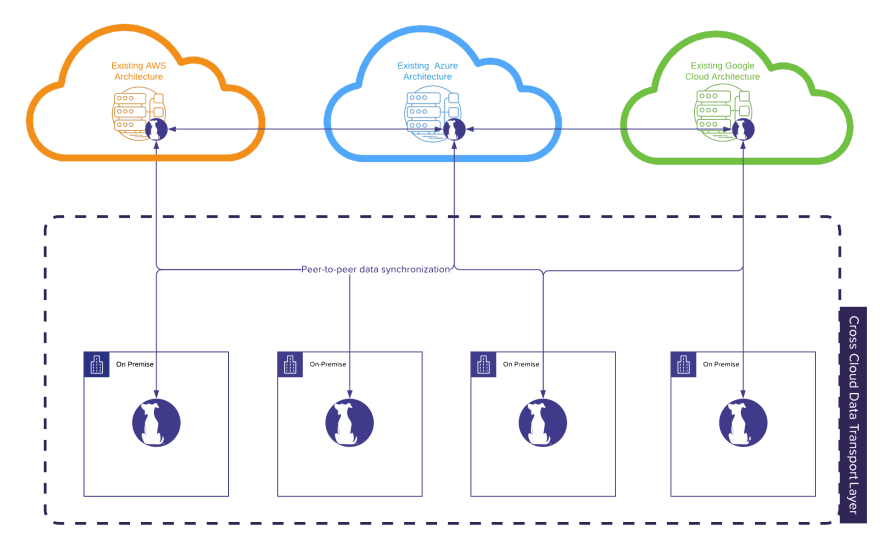 Existing AWS
Architecture
Existing Azure
Architecture
Existing Google
Cloud Architecture
Peer-to-peer data synchronization
On Premise
On-Premise
On Premise
On Premise
Cross Cloud Data Transport Layer